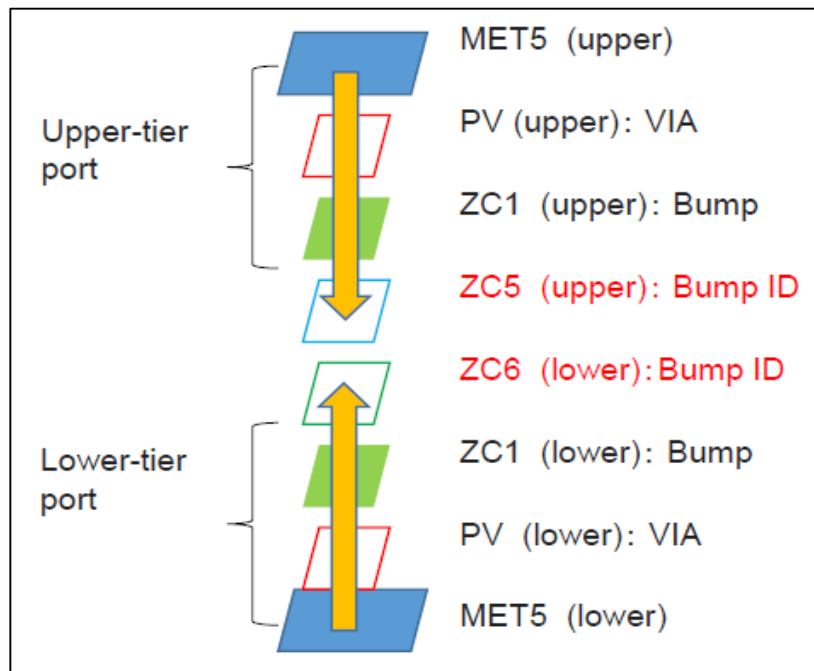 MET5 (upper)
Upper-tier
port
PV (upper): VIA
ZC1 (upper): Bump
ZC5 (upper): Bump ID
ZC6 (lower): Bump ID
Lower-tier
port
ZC1 (lower): Bump
PV (lower): VIA
MET5 (lower)